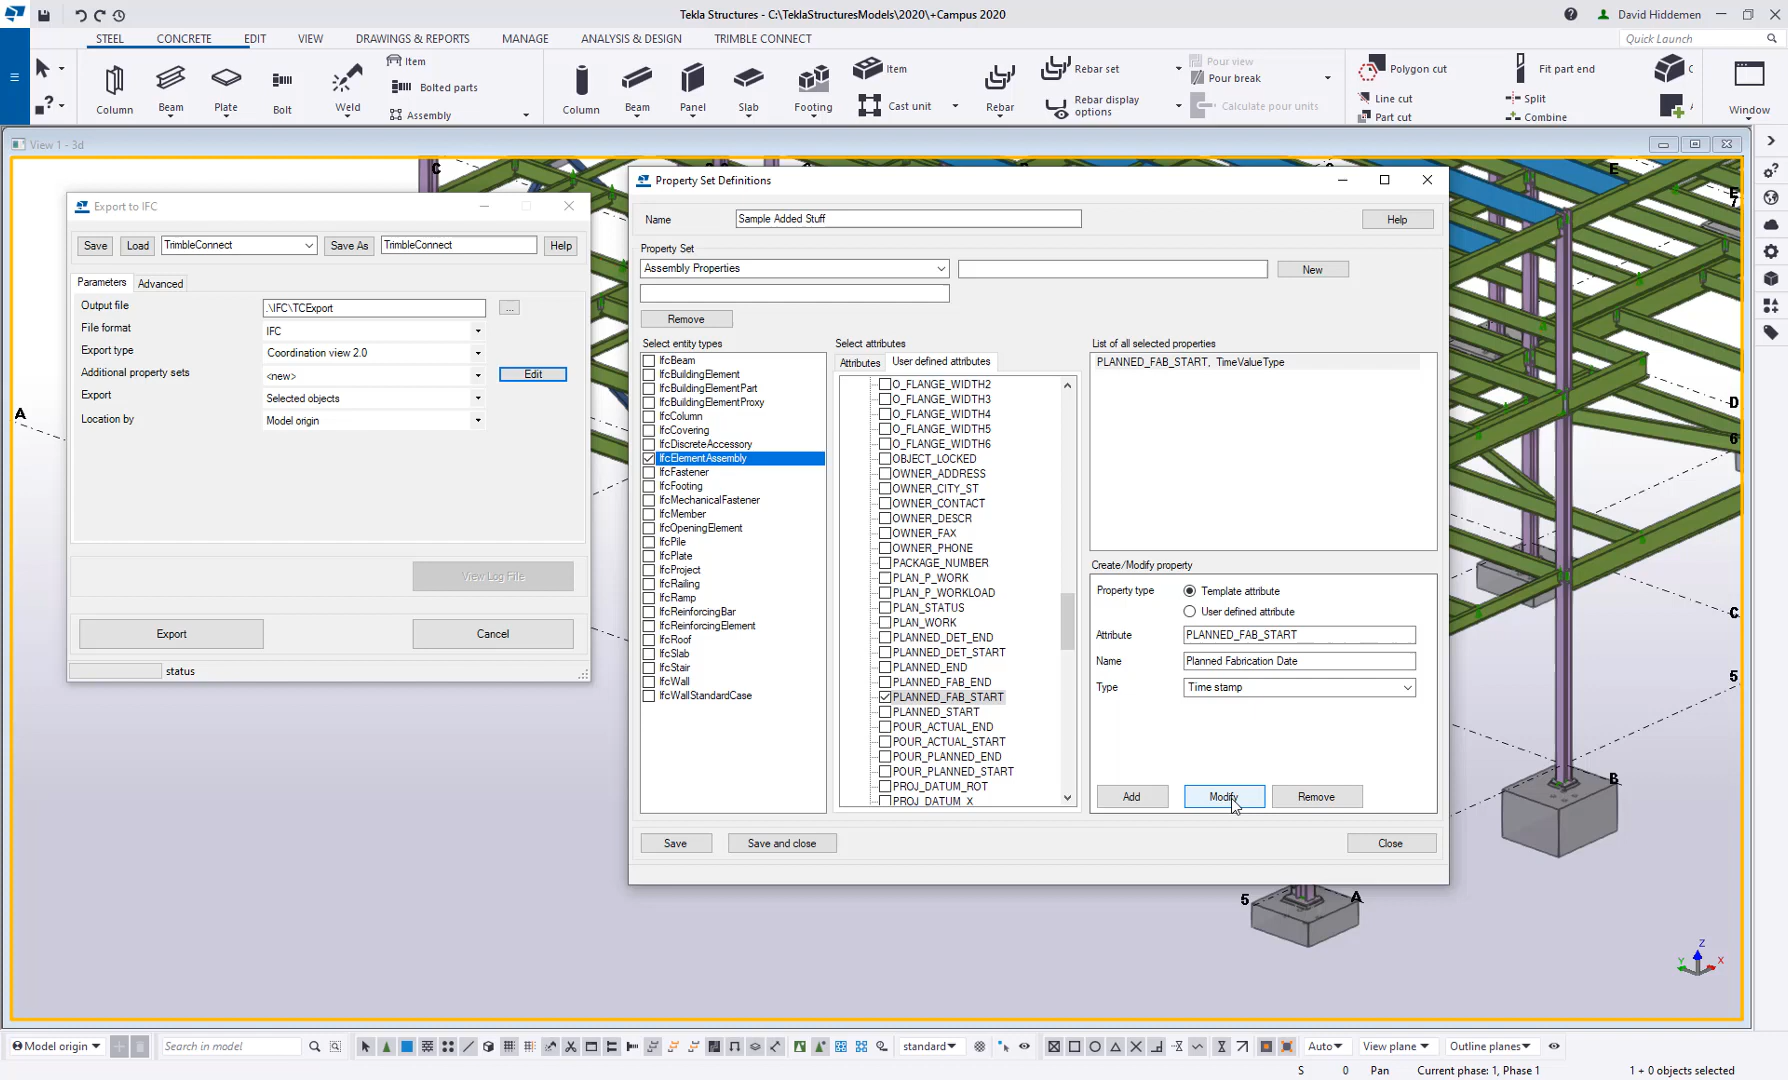 Tekla Structures - C:\TeklaStructuresModels\2020\+Campus 2020
David Hiddemen
STEEL CONCRETE EDIT VIEW DRAWINGS & REPORTS MANAGE ANALYSIS & DESIGN TRIMBLE CONNECT
Quick Launch
Column Beam Plate Bolt Weld
Item
Bolted parts
Assembly
Column Beam Panel Slab Footing
Item
Cast unit
Rebar
Rebar set
Rebar display options
Pour view
Pour break
Calculate pour units
Polygon cut
Line cut
Part cut
Fit part end
Split
Combine
Window
View 1 - 3d
Export to IFC
Save Load TrimbleConnect Save As TrimbleConnect Help
Parameters Advanced
Output file .\IFC\TCExport ...
File format IFC
Export type Coordination view 2.0
Additional property sets <new> Edit
Export Selected objects
Location by Model origin
View Log File
Export Cancel
status
Property Set Definitions
Name Sample Added Stuff Help
Property Set
Assembly Properties New
Remove
Select entity types
IfcBeam
IfcBuildingElement
IfcBuildingElementPart
IfcBuildingElementProxy
IfcColumn
IfcCovering
IfcDiscreteAccessory
IfcElementAssembly
IfcFastener
IfcFooting
IfcMechanicalFastener
IfcMember
IfcOpeningElement
IfcPile
IfcPlate
IfcProject
IfcRailing
IfcRamp
IfcReinforcingBar
IfcReinforcingElement
IfcRoof
IfcSlab
IfcStair
IfcWall
IfcWallStandardCase
Select attributes
Attributes User defined attributes
O_FLANGE_WIDTH2
O_FLANGE_WIDTH3
O_FLANGE_WIDTH4
O_FLANGE_WIDTH5
O_FLANGE_WIDTH6
OBJECT_LOCKED
OWNER_ADDRESS
OWNER_CITY_ST
OWNER_CONTACT
OWNER_DESCR
OWNER_FAX
OWNER_PHONE
PACKAGE_NUMBER
PLAN_P_WORK
PLAN_P_WORKLOAD
PLAN_STATUS
PLAN_WORK
PLANNED_DET_END
PLANNED_DET_START
PLANNED_END
PLANNED_FAB_END
PLANNED_FAB_START
PLANNED_START
POUR_ACTUAL_END
POUR_ACTUAL_START
POUR_PLANNED_END
POUR_PLANNED_START
PROJ_DATUM_ROT
PROJ_DATUM_X
List of all selected properties
PLANNED_FAB_START, TimeValueType
Create/Modify property
Property type Template attribute
User defined attribute
Attribute PLANNED_FAB_START
Name Planned Fabrication Date
Type Time stamp
Add Modify Remove
Save Save and close Close
A
C
E
E
7
D
6
C
5
B
5
A
Z
Y
X
Model origin Search in model standard Auto View plane Outline planes
S 0 Pan Current phase: 1, Phase 1 1 + 0 objects selected